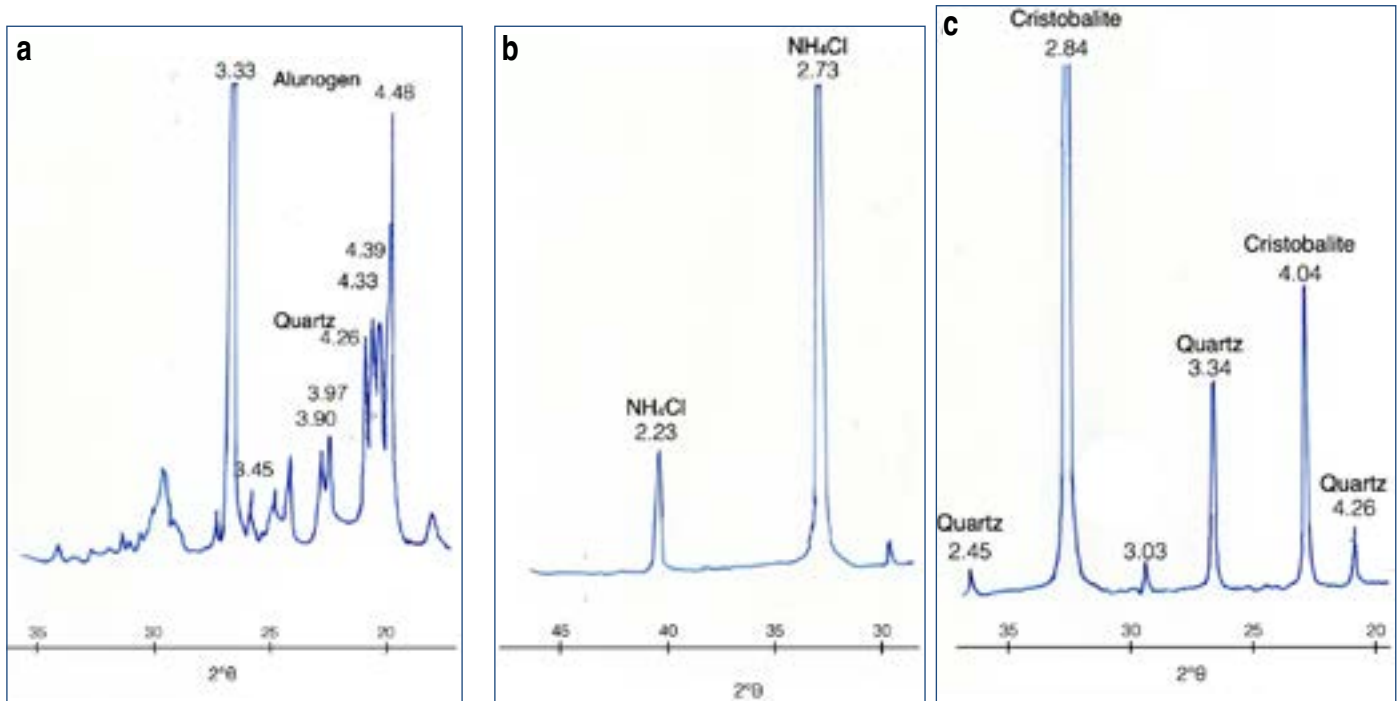 a
3.33
Alunogen
4.48
4.39
4.33
Quartz
4.26
3.97
3.90
3.45
35 30 25 20
2°θ
b
NH₄Cl
2.73
NH₄Cl
2.23
45 40 35 30
2°θ
c
Cristobalite
2.84
Cristobalite
4.04
Quartz
3.34
Quartz
4.26
Quartz
2.45
3.03
35 30 25 20
2°θ